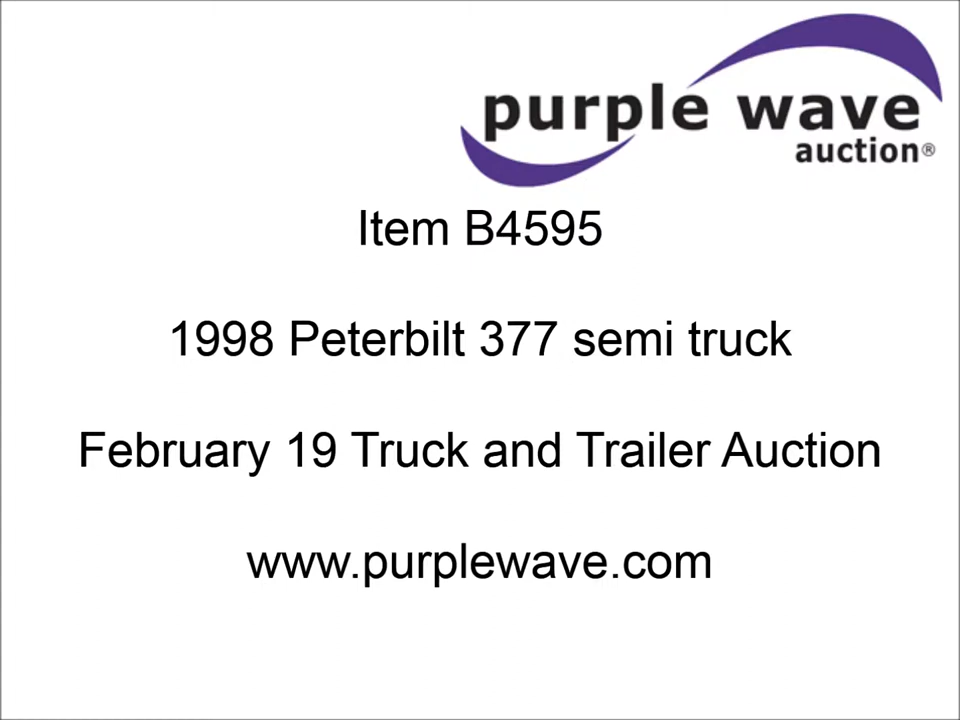 purple wave
auction®
Item B4595
1998 Peterbilt 377 semi truck
February 19 Truck and Trailer Auction
www.purplewave.com